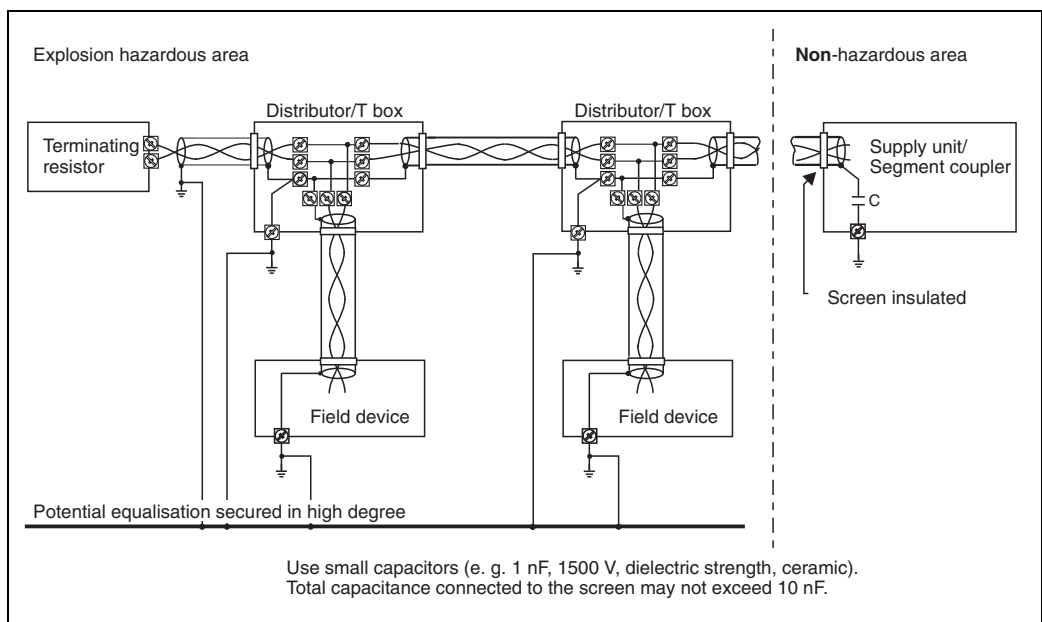 Explosion hazardous area
Non-hazardous area
Distributor/T box
Distributor/T box
Terminating
resistor
Supply unit/
Segment coupler
C
Screen insulated
Field device
Field device
Potential equalisation secured in high degree
Use small capacitors (e. g. 1 nF, 1500 V, dielectric strength, ceramic).
Total capacitance connected to the screen may not exceed 10 nF.